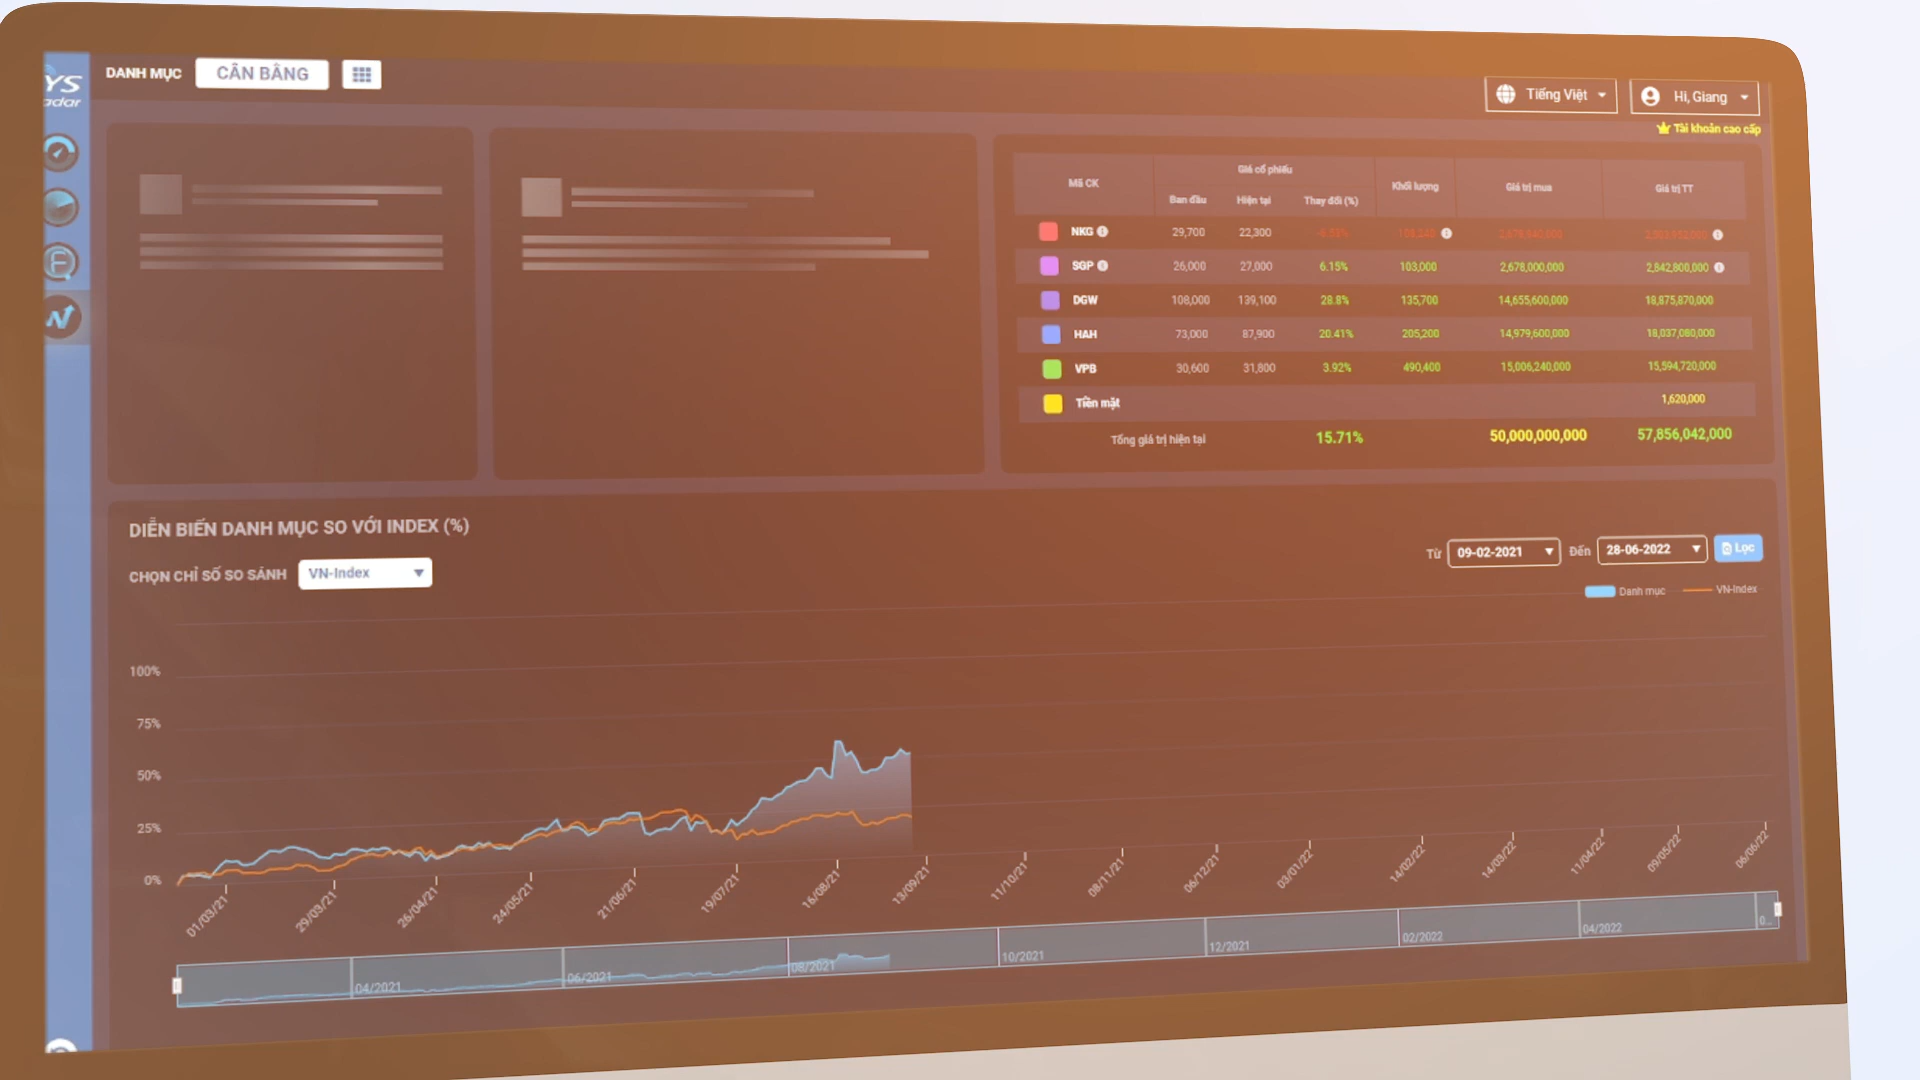 YS
adar
DANH MỤC
CÂN BẰNG
Tiếng Việt
Hi, Giang
Tài khoản cao cấp
Mã CK
Giá cổ phiếu
Khối lượng
Giá trị mua
Giá trị TT
Ban đầu
Hiện tại
Thay đổi (%)
NKG 29,700 22,300
SGP 26,000 27,000 6.15% 103,000 2,678,000,000 2,842,800,000
DGW 108,000 139,100 28.8% 135,700 14,655,600,000 18,875,870,000
HAH 73,000 87,900 20.41% 205,200 14,979,600,000 18,037,080,000
VPB 30,600 31,800 3.92% 490,400 15,006,240,000 15,594,720,000
Tiền mặt 1,620,000
Tổng giá trị hiện tại 15.71% 50,000,000,000 57,856,042,000
DIỄN BIẾN DANH MỤC SO VỚI INDEX (%)
CHỌN CHỈ SỐ SO SÁNH VN-Index
Từ 09-02-2021 Đến 28-06-2022 Lọc
Danh mục VN-Index
100%
75%
50%
25%
0%
01/03/21 29/03/21 26/04/21 24/05/21 21/06/21 19/07/21 16/08/21 13/09/21 11/10/21 08/11/21 06/12/21 03/01/22 14/02/22 14/03/22 11/04/22 09/05/22 06/06/22
04/2021 06/2021 08/2021 10/2021 12/2021 02/2022 04/2022 0...